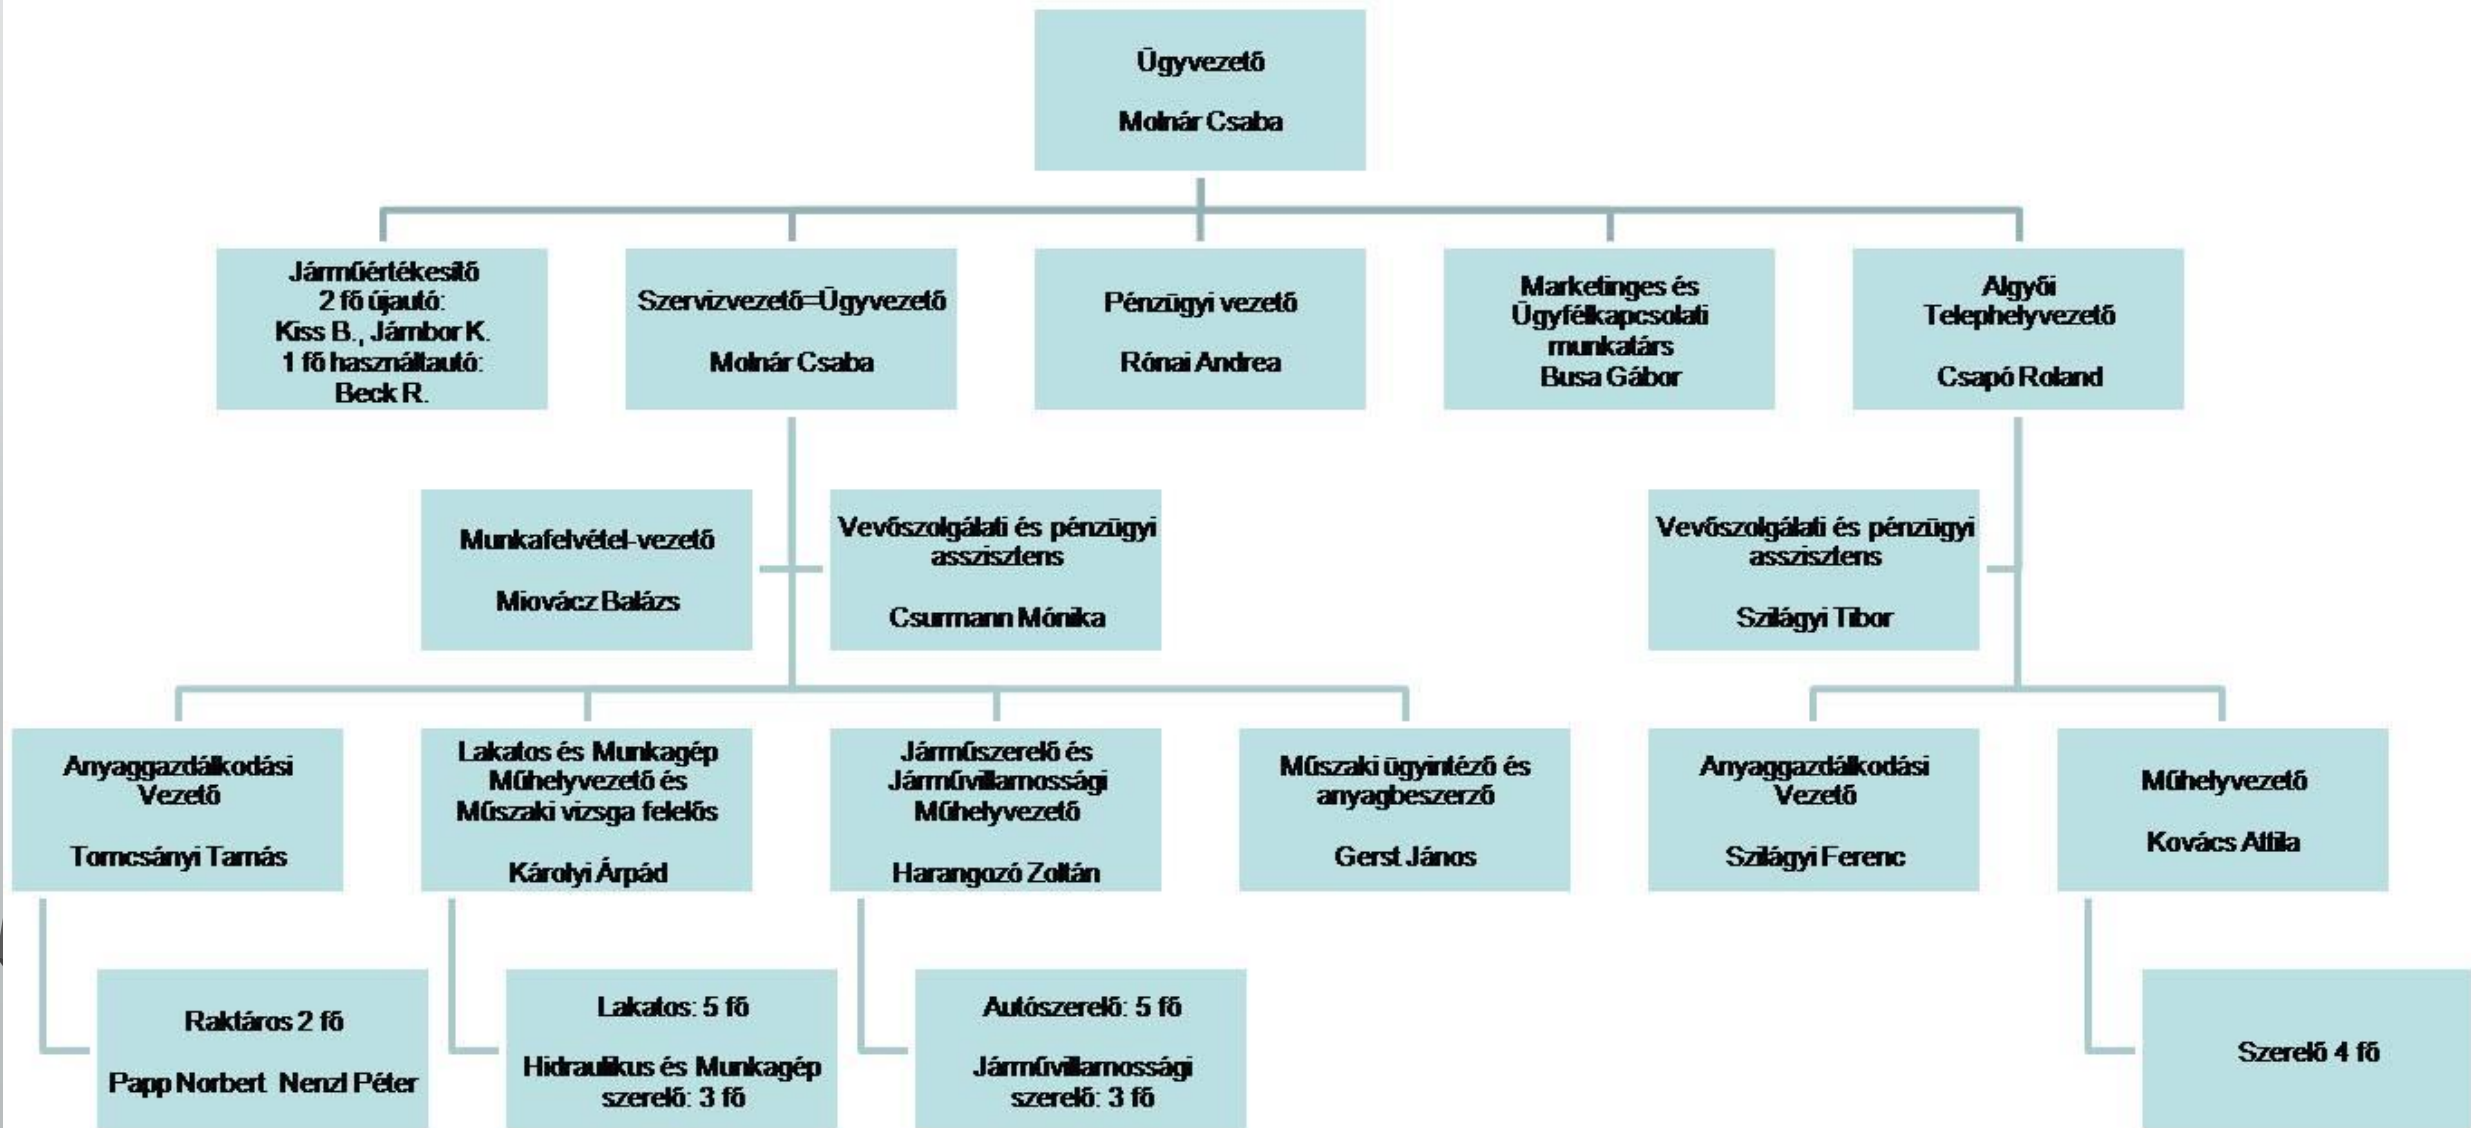 Ügyvezető
Molnár Csaba
Járműértékesítő
2 fő újautó:
Kiss B., Jámbor K.
1 fő használtautó:
Beck R.
Szervizvezető=Ügyvezető
Molnár Csaba
Pénzügyi vezető
Rónai Andrea
Marketinges és
Ügyfélkapcsolati
munkatárs
Busa Gábor
Algyői
Telephelyvezető
Csapó Roland
Munkafelvétel-vezető
Miovácz Balázs
Vevőszolgálati és pénzügyi
asszisztens
Csurmann Mónika
Vevőszolgálati és pénzügyi
asszisztens
Szilágyi Tibor
Anyaggazdálkodási
Vezető
Tomcsányi Tamás
Lakatos és Munkagép
Műhelyvezető és
Műszaki vizsga felelős
Károlyi Árpád
Járműszerelő és
Járművillamossági
Műhelyvezető
Harangozó Zoltán
Műszaki ügyintéző és
anyagbeszerző
Gerst János
Anyaggazdálkodási
Vezető
Szilágyi Ferenc
Műhelyvezető
Kovács Attila
Raktáros 2 fő
Papp Norbert Nenzl Péter
Lakatos: 5 fő
Hidraulikus és Munkagép
szerelő: 3 fő
Autószerelő: 5 fő
Járművillamossági
szerelő: 3 fő
Szerelő 4 fő